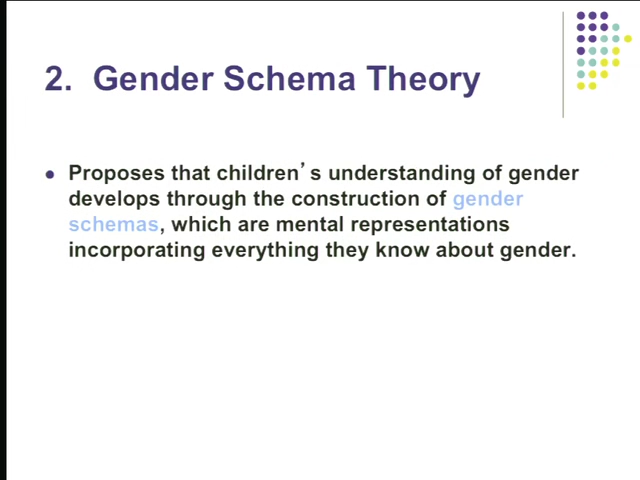 2. Gender Schema Theory
Proposes that children’s understanding of gender
develops through the construction of gender
schemas, which are mental representations
incorporating everything they know about gender.